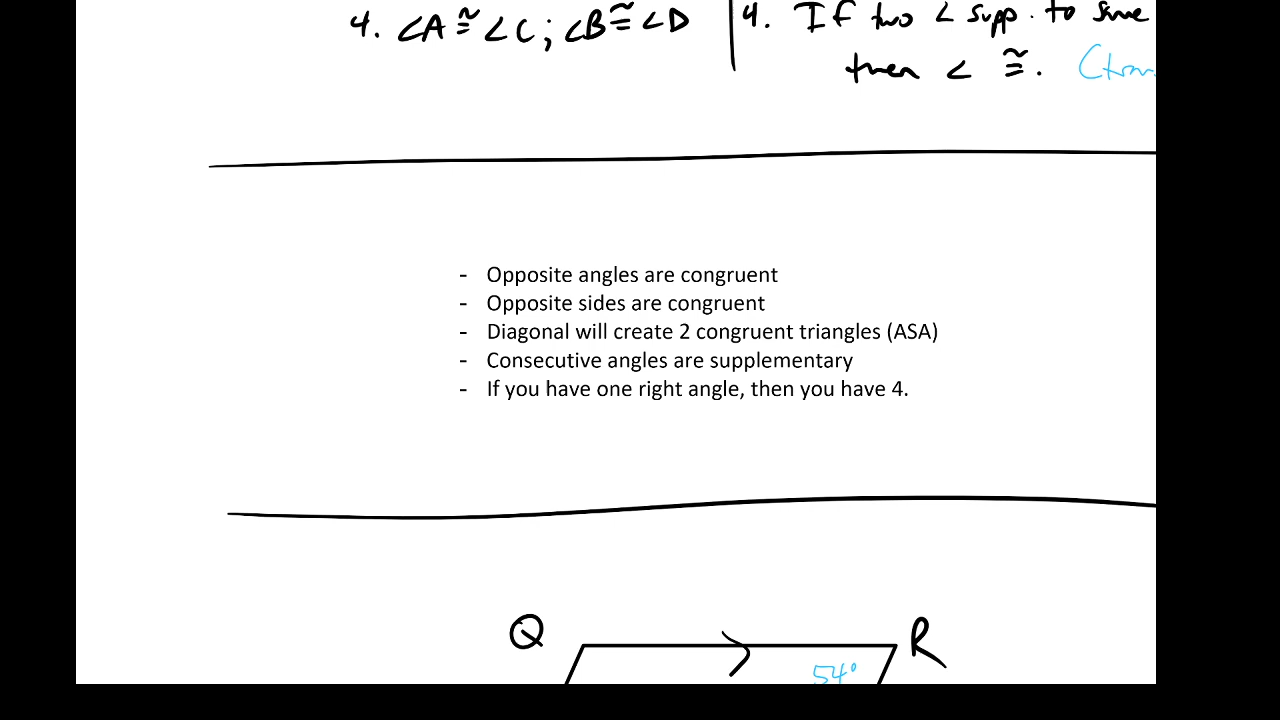 4. ∠A ≅ ∠C ; ∠B ≅ ∠D
4. If two ∠ supp. to same
then ∠ ≅. (tran
- Opposite angles are congruent
- Opposite sides are congruent
- Diagonal will create 2 congruent triangles (ASA)
- Consecutive angles are supplementary
- If you have one right angle, then you have 4.
Q
R
54°